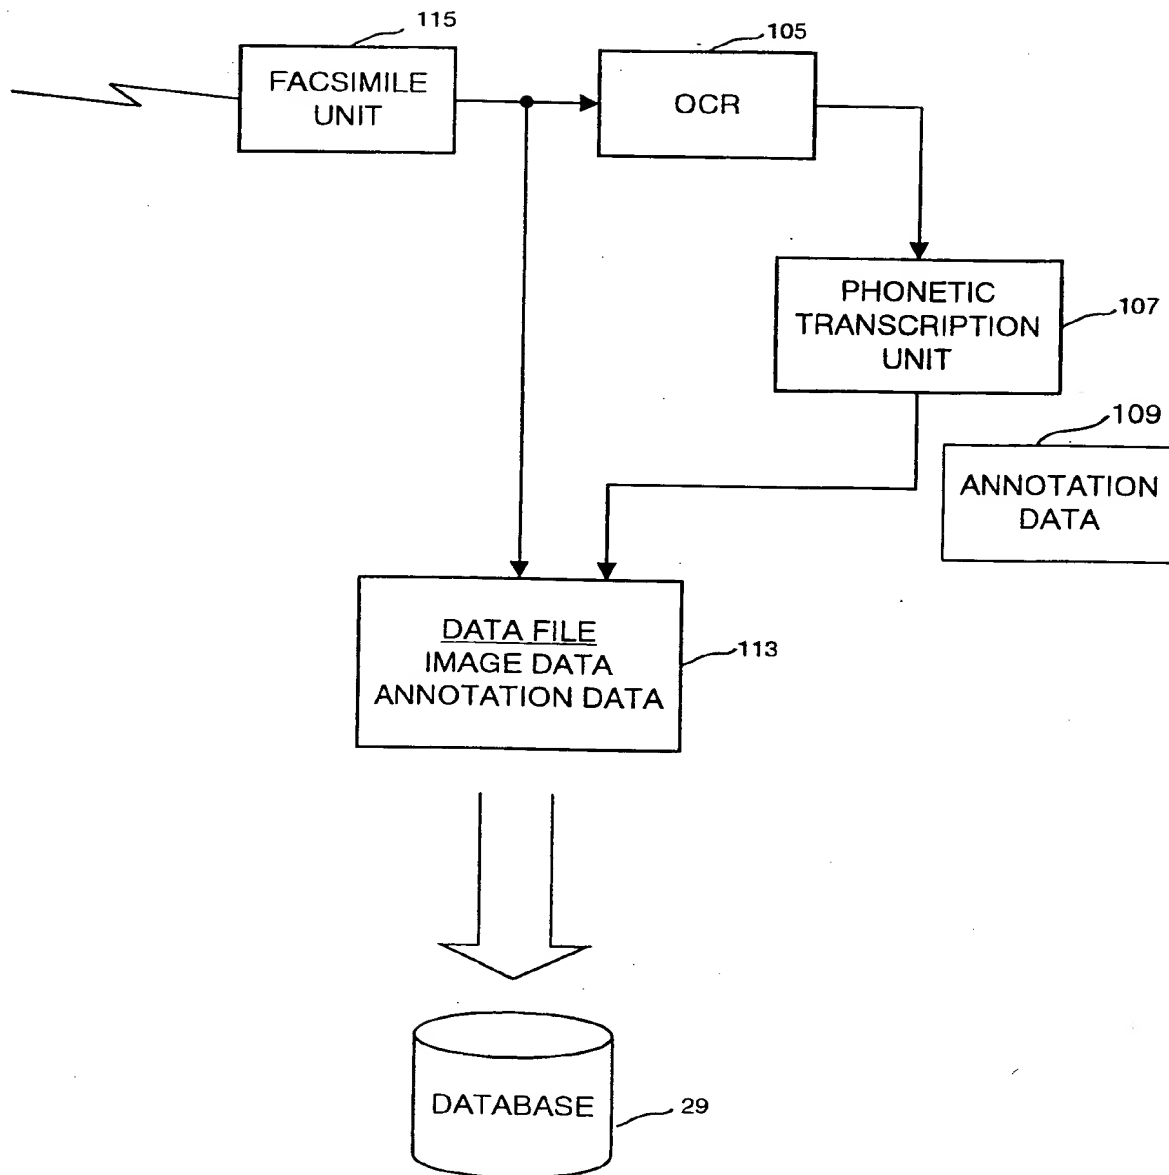 115
FACSIMILE
UNIT
105
OCR
PHONETIC
TRANSCRIPTION
UNIT
107
109
ANNOTATION
DATA
DATA FILE
IMAGE DATA
ANNOTATION DATA
113
DATABASE
29